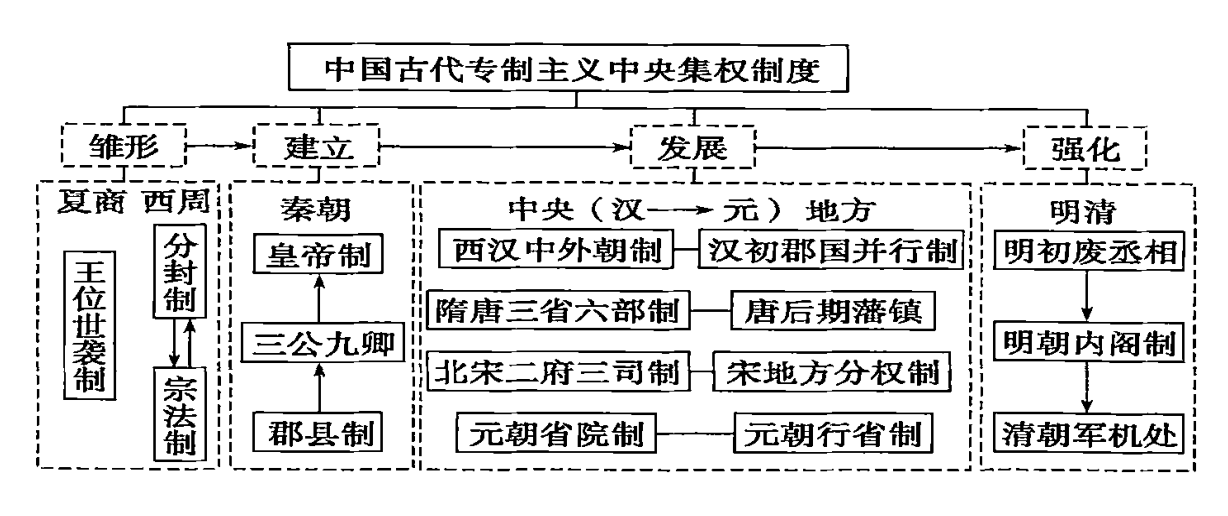 中国古代专制主义中央集权制度
雏形
建立
发展
强化
夏商 西周
王位世袭制
分封制
宗法制
秦朝
皇帝制
三公九卿
郡县制
中央（汉→元）地方
西汉中外朝制
汉初郡国并行制
隋唐三省六部制
唐后期藩镇
北宋二府三司制
宋地方分权制
元朝省院制
元朝行省制
明清
明初废丞相
明朝内阁制
清朝军机处